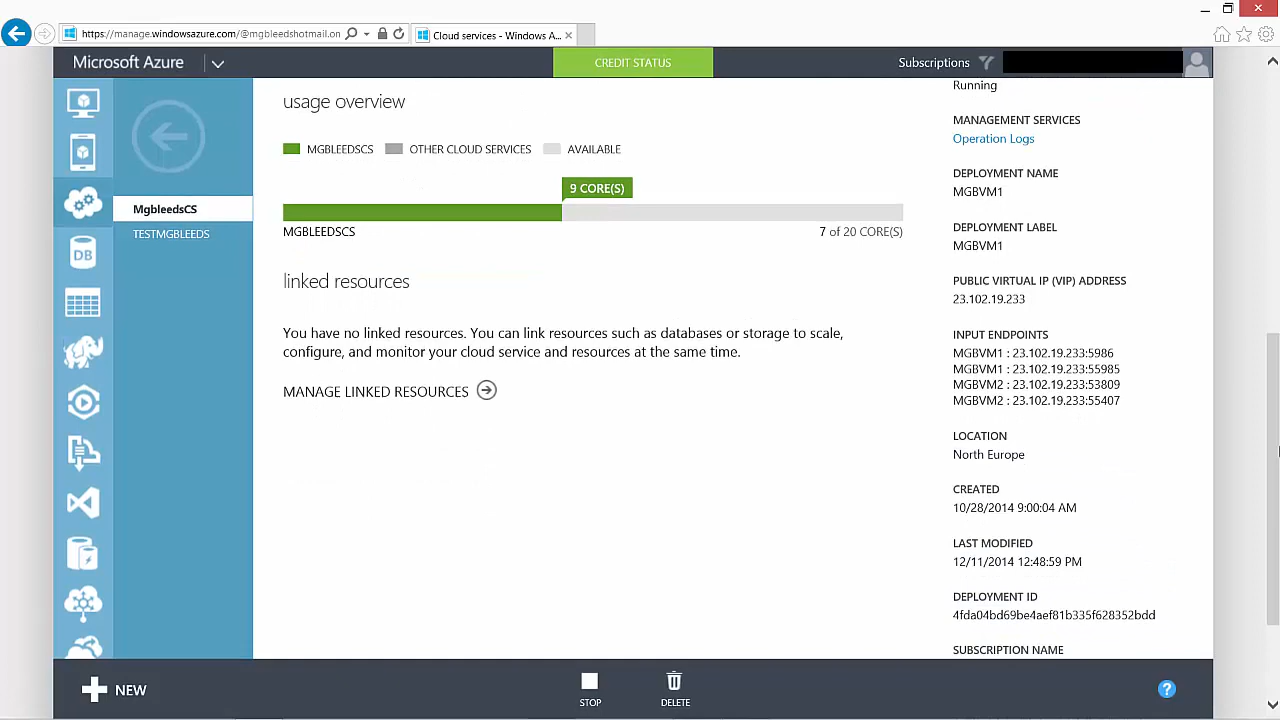 https://manage.windowsazure.com/@mgbleedshotmail.on
Cloud services - Windows A...
Microsoft Azure
CREDIT STATUS
Subscriptions
MgbleedsCS
TESTMGBLEEDS
DB
usage overview
MGBLEEDSCS OTHER CLOUD SERVICES AVAILABLE
9 CORE(S)
MGBLEEDSCS 7 of 20 CORE(S)
linked resources
You have no linked resources. You can link resources such as databases or storage to scale,
configure, and monitor your cloud service and resources at the same time.
MANAGE LINKED RESOURCES
Running
MANAGEMENT SERVICES
Operation Logs
DEPLOYMENT NAME
MGBVM1
DEPLOYMENT LABEL
MGBVM1
PUBLIC VIRTUAL IP (VIP) ADDRESS
23.102.19.233
INPUT ENDPOINTS
MGBVM1 : 23.102.19.233:5986
MGBVM1 : 23.102.19.233:55985
MGBVM2 : 23.102.19.233:53809
MGBVM2 : 23.102.19.233:55407
LOCATION
North Europe
CREATED
10/28/2014 9:00:04 AM
LAST MODIFIED
12/11/2014 12:48:59 PM
DEPLOYMENT ID
4fda04bd69be4aef81b335f628352bdd
SUBSCRIPTION NAME
NEW
STOP
DELETE
?